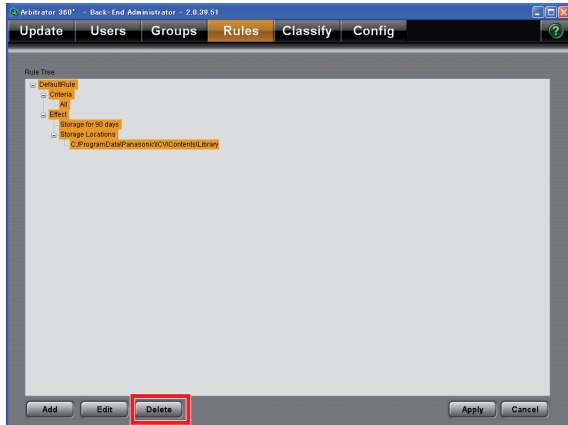 Arbitrator 360° - Back-End Administrator - 2.0.39.51
Update Users Groups Rules Classify Config ?
Rule Tree
DefaultRule
Criteria
All
Effect
Storage for 90 days
Storage Locations
C:/ProgramData\Panasonic\ICV\Contents\Library
Add Edit Delete Apply Cancel